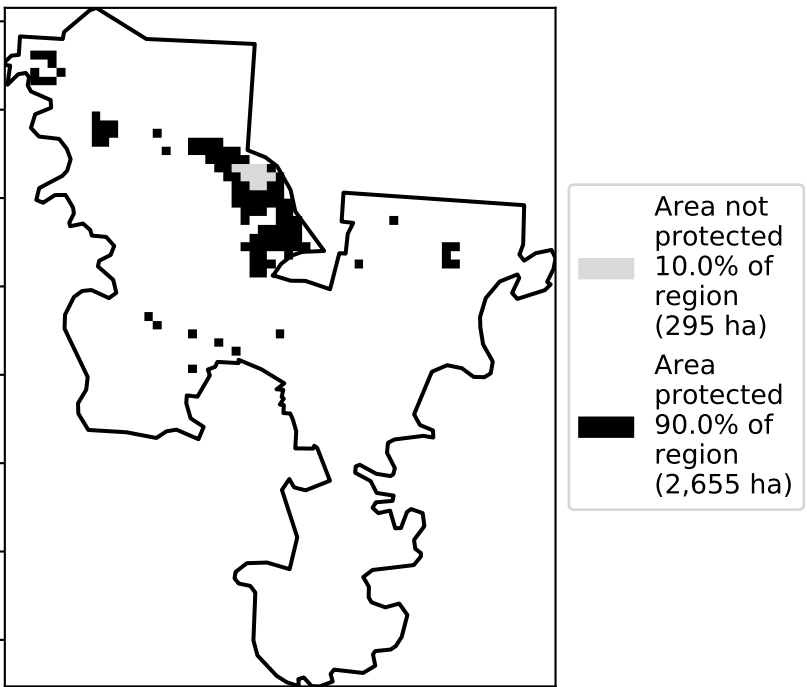 Area not
protected
10.0% of
region
(295 ha)
Area
protected
90.0% of
region
(2,655 ha)